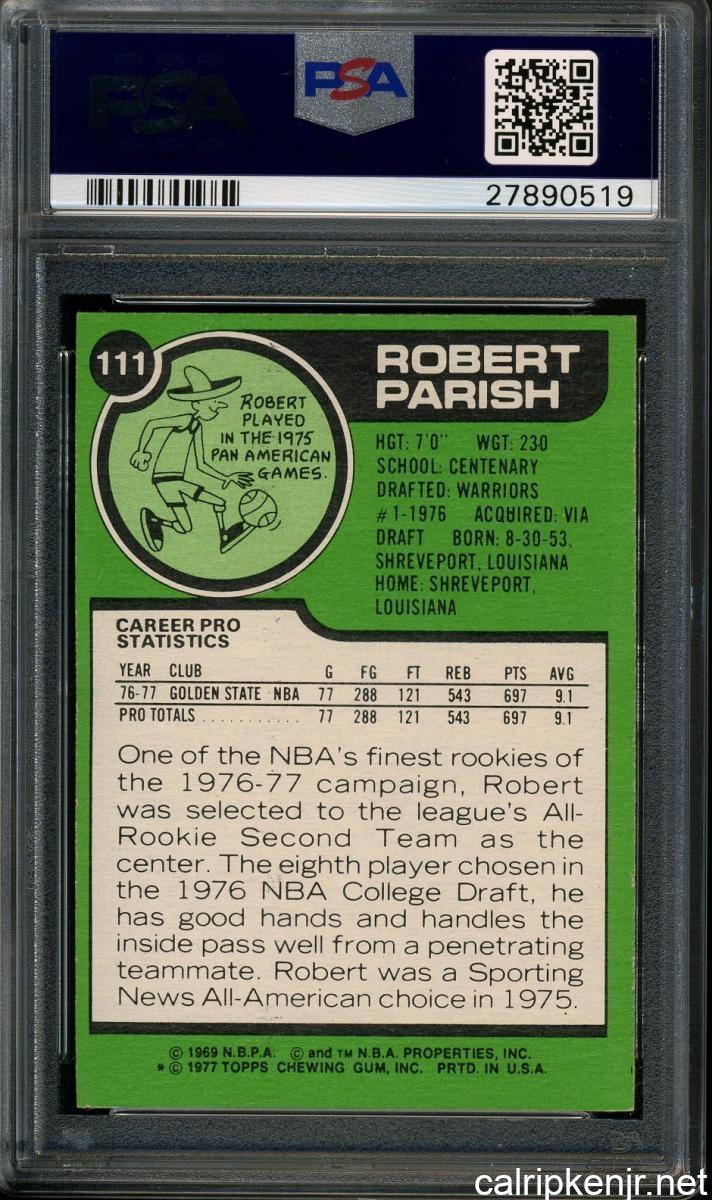 PSA
27890519
111
ROBERT
PLAYED
IN THE 1975
PAN AMERICAN
GAMES.
ROBERT
PARISH
HGT: 7'0" WGT: 230
SCHOOL: CENTENARY
DRAFTED: WARRIORS
#1-1976 ACQUIRED: VIA
DRAFT BORN: 8-30-53,
SHREVEPORT, LOUISIANA
HOME: SHREVEPORT,
LOUISIANA
CAREER PRO
STATISTICS
YEAR CLUB G FG FT REB PTS AVG
76-77 GOLDEN STATE NBA 77 288 121 543 697 9.1
PRO TOTALS . . . . . . . . . . . 77 288 121 543 697 9.1
One of the NBA's finest rookies of
the 1976-77 campaign, Robert
was selected to the league's All-
Rookie Second Team as the
center. The eighth player chosen in
the 1976 NBA College Draft, he
has good hands and handles the
inside pass well from a penetrating
teammate. Robert was a Sporting
News All-American choice in 1975.
© 1969 N.B.P.A. © and TM N.B.A. PROPERTIES, INC.
* © 1977 TOPPS CHEWING GUM, INC. PRTD. IN U.S.A.
calripkenjr.net